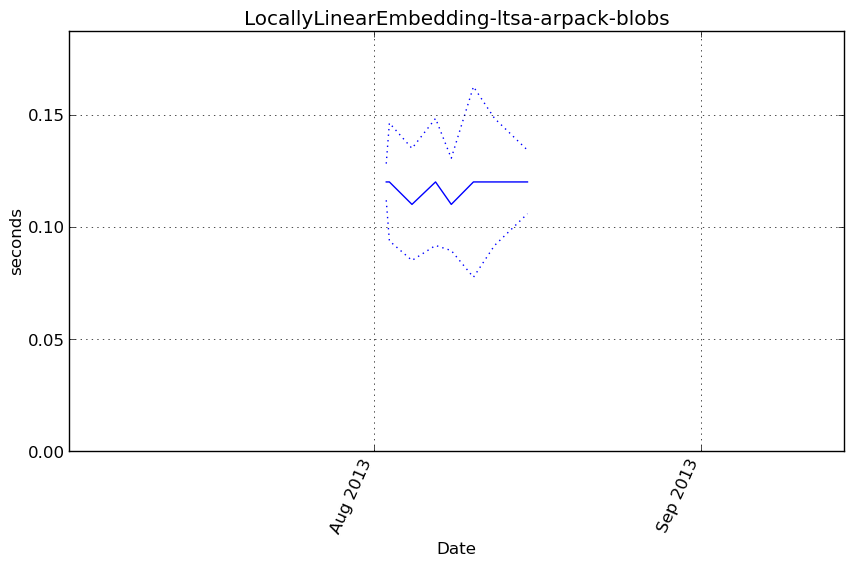 LocallyLinearEmbedding-ltsa-arpack-blobs
0.15
0.10
0.05
0.00
seconds
Aug 2013
Sep 2013
Date